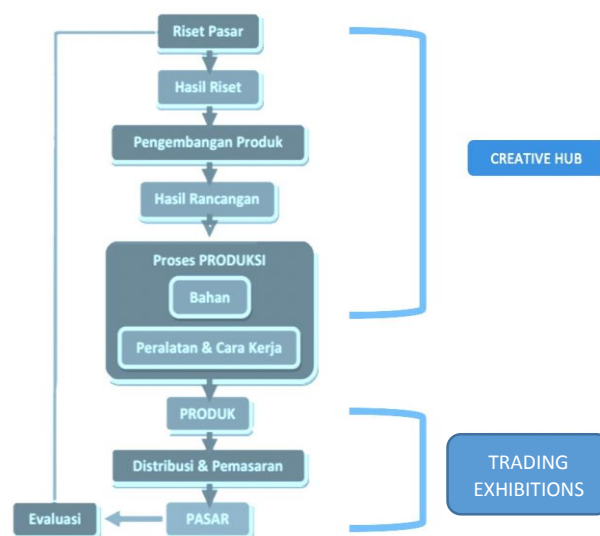 Riset Pasar
Hasil Riset
Pengembangan Produk
Hasil Rancangan
Proses PRODUKSI
Bahan
Peralatan & Cara Kerja
PRODUK
Distribusi & Pemasaran
PASAR
Evaluasi
CREATIVE HUB
TRADING
EXHIBITIONS